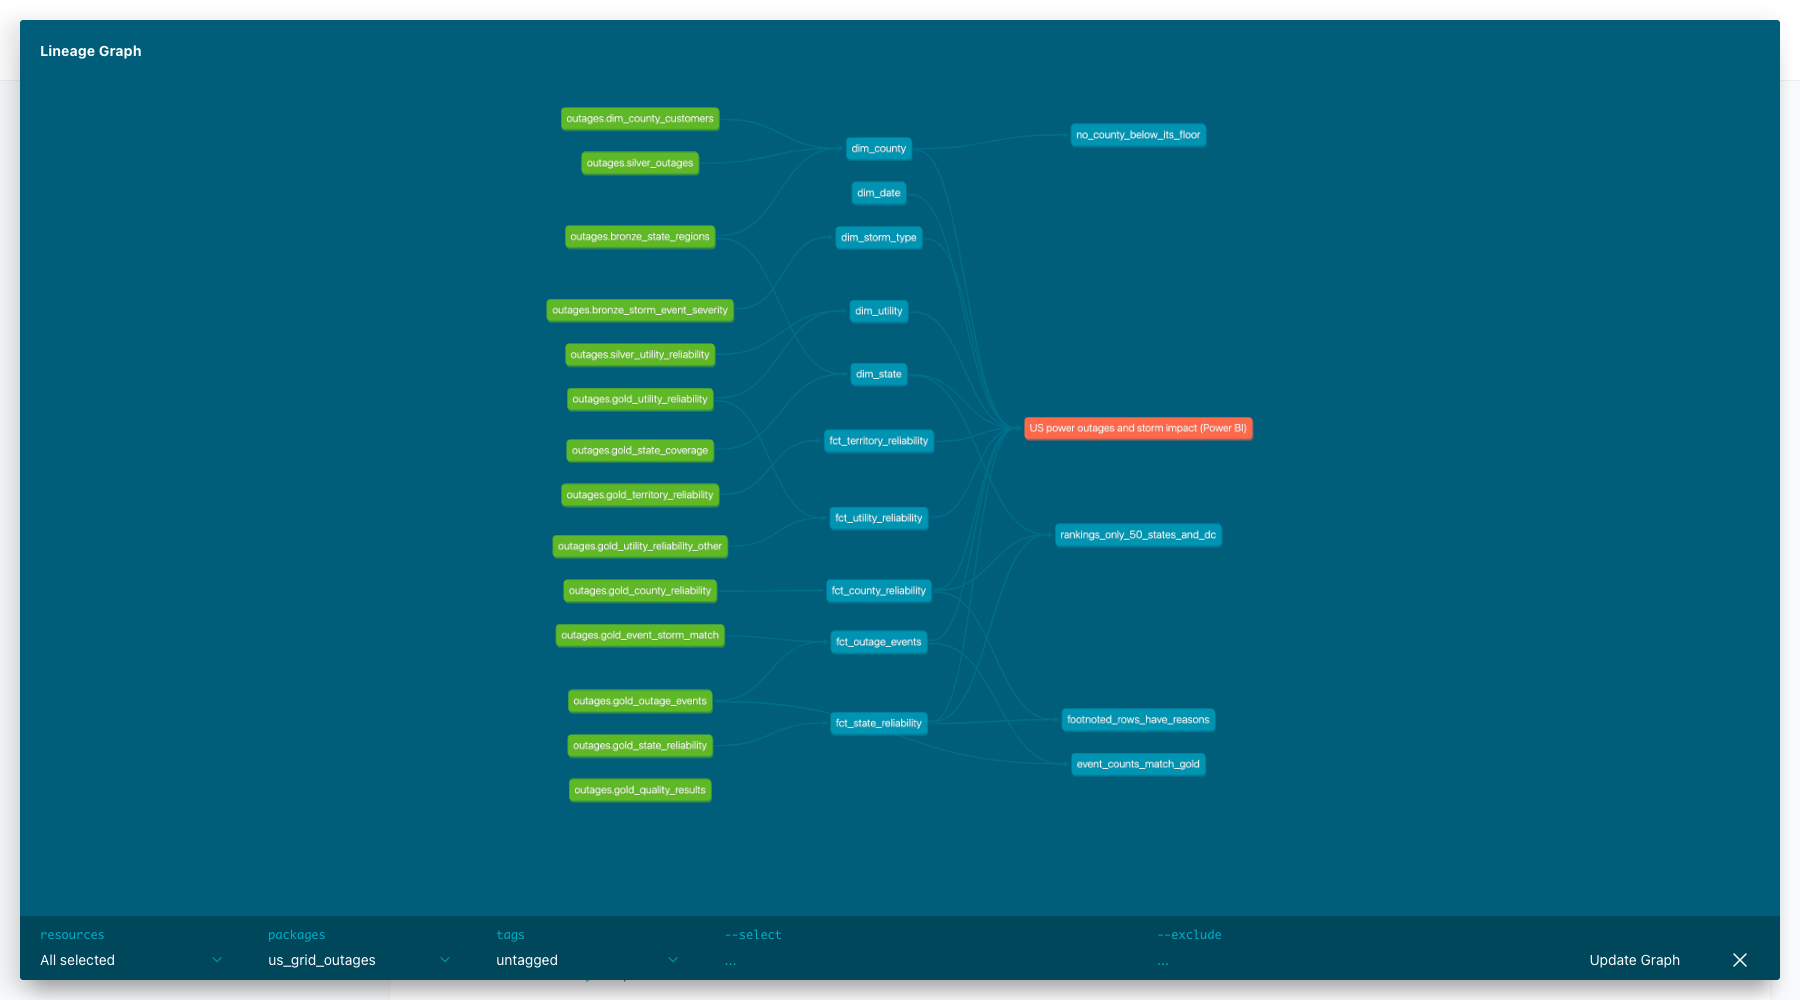 Lineage Graph
outages.dim_county_customers
outages.silver_outages
outages.bronze_state_regions
outages.bronze_storm_event_severity
outages.silver_utility_reliability
outages.gold_utility_reliability
outages.gold_state_coverage
outages.gold_territory_reliability
outages.gold_utility_reliability_other
outages.gold_county_reliability
outages.gold_event_storm_match
outages.gold_outage_events
outages.gold_state_reliability
outages.gold_quality_results
dim_county
dim_date
dim_storm_type
dim_utility
dim_state
fct_territory_reliability
fct_utility_reliability
fct_county_reliability
fct_outage_events
fct_state_reliability
no_county_below_its_floor
US power outages and storm impact (Power BI)
rankings_only_50_states_and_dc
footnoted_rows_have_reasons
event_counts_match_gold
resources
All selected
packages
us_grid_outages
tags
untagged
--select
...
--exclude
...
Update Graph